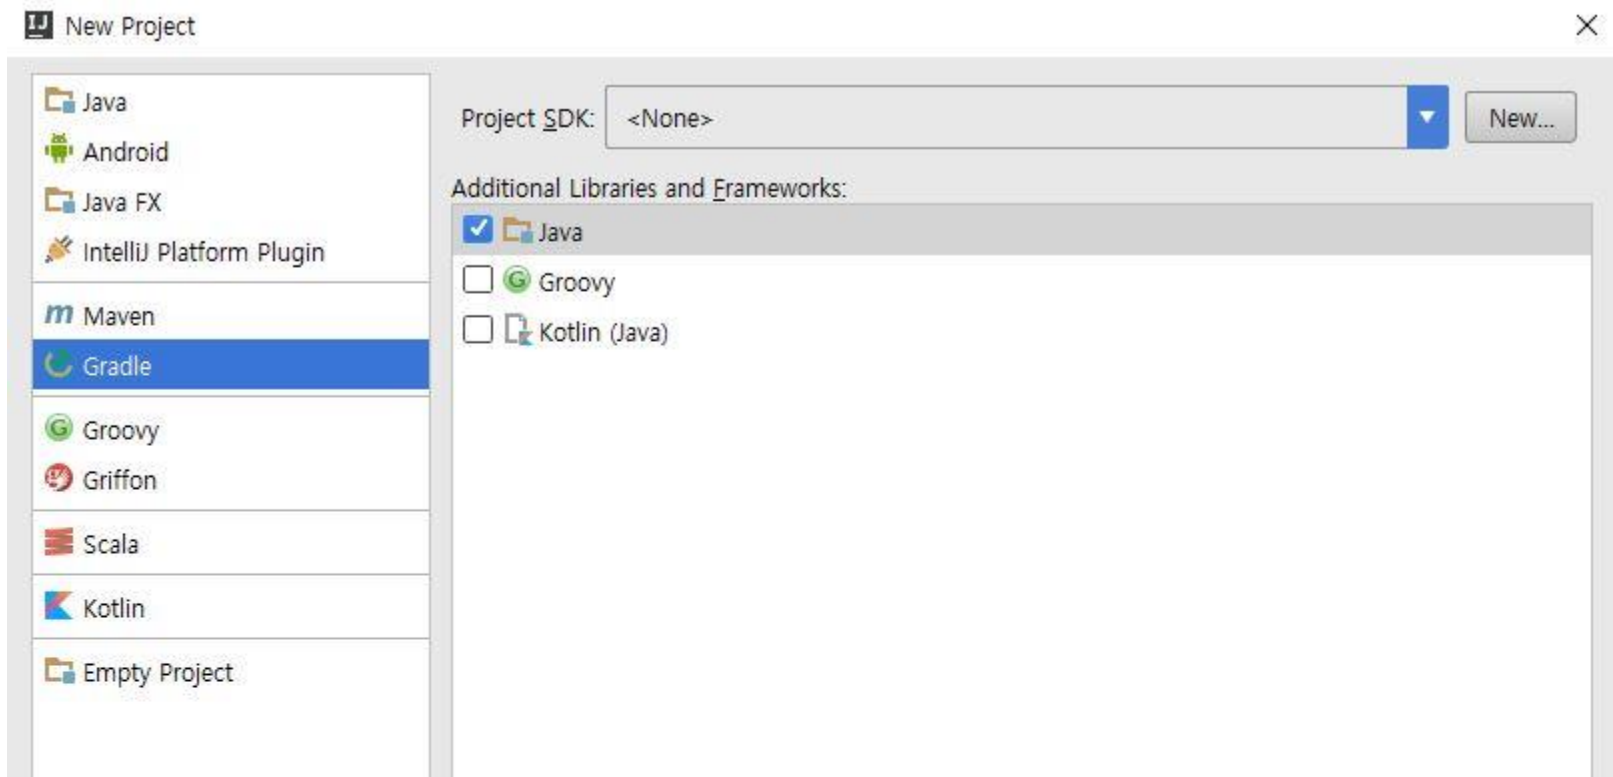 New Project
Java
Android
Java FX
IntelliJ Platform Plugin
Maven
Gradle
Groovy
Griffon
Scala
Kotlin
Empty Project
Project SDK: <None> New...
Additional Libraries and Frameworks:
Java
Groovy
Kotlin (Java)